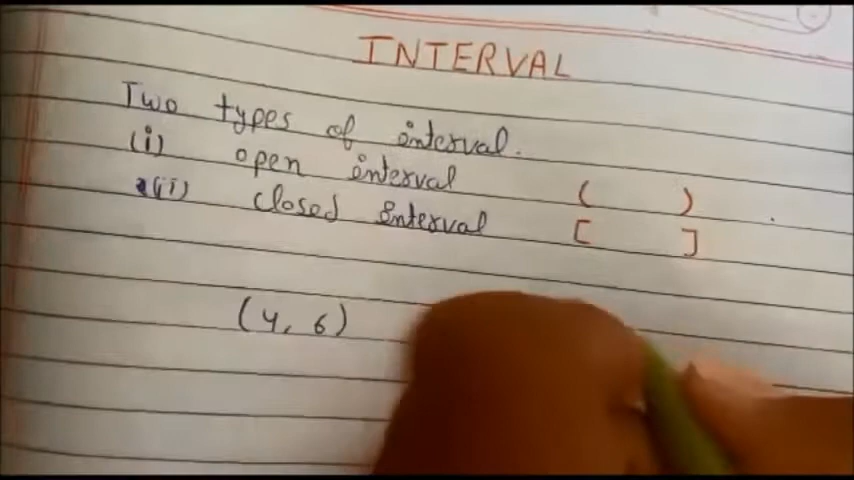 INTERVAL
Two types of interval.
(i) open interval ( )
(ii) closed interval [ ]
(4, 6)